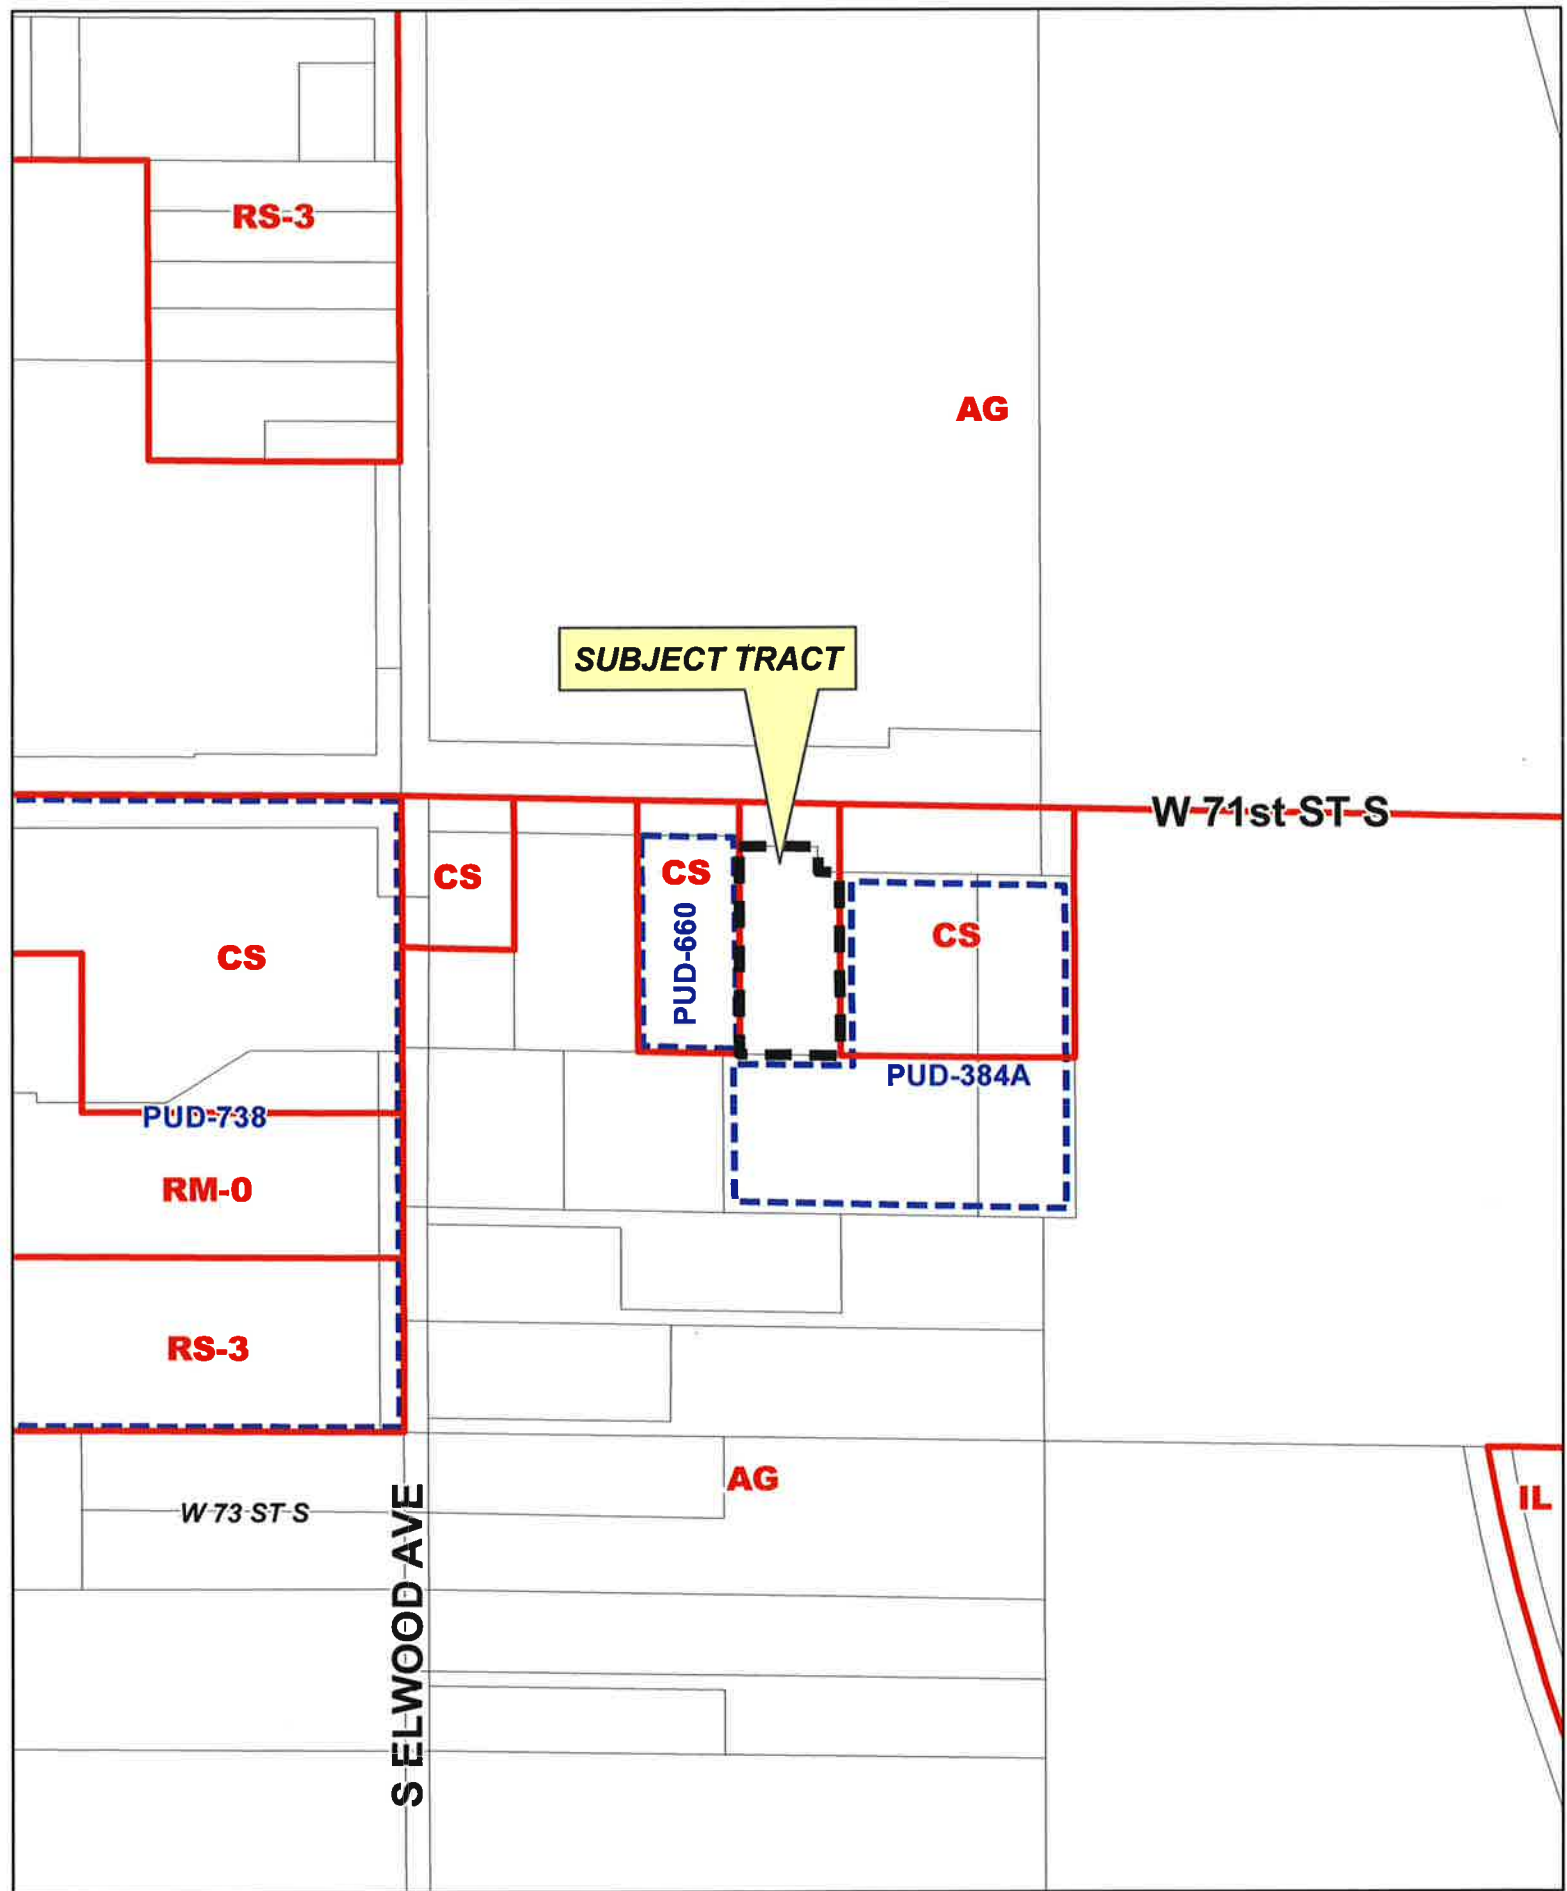 RS-3
AG
SUBJECT TRACT
W 71st ST S
CS
CS
PUD-660
CS
CS
PUD-384A
PUD-738
RM-0
RS-3
AG
IL
W 73 ST S
S ELWOOD AVE